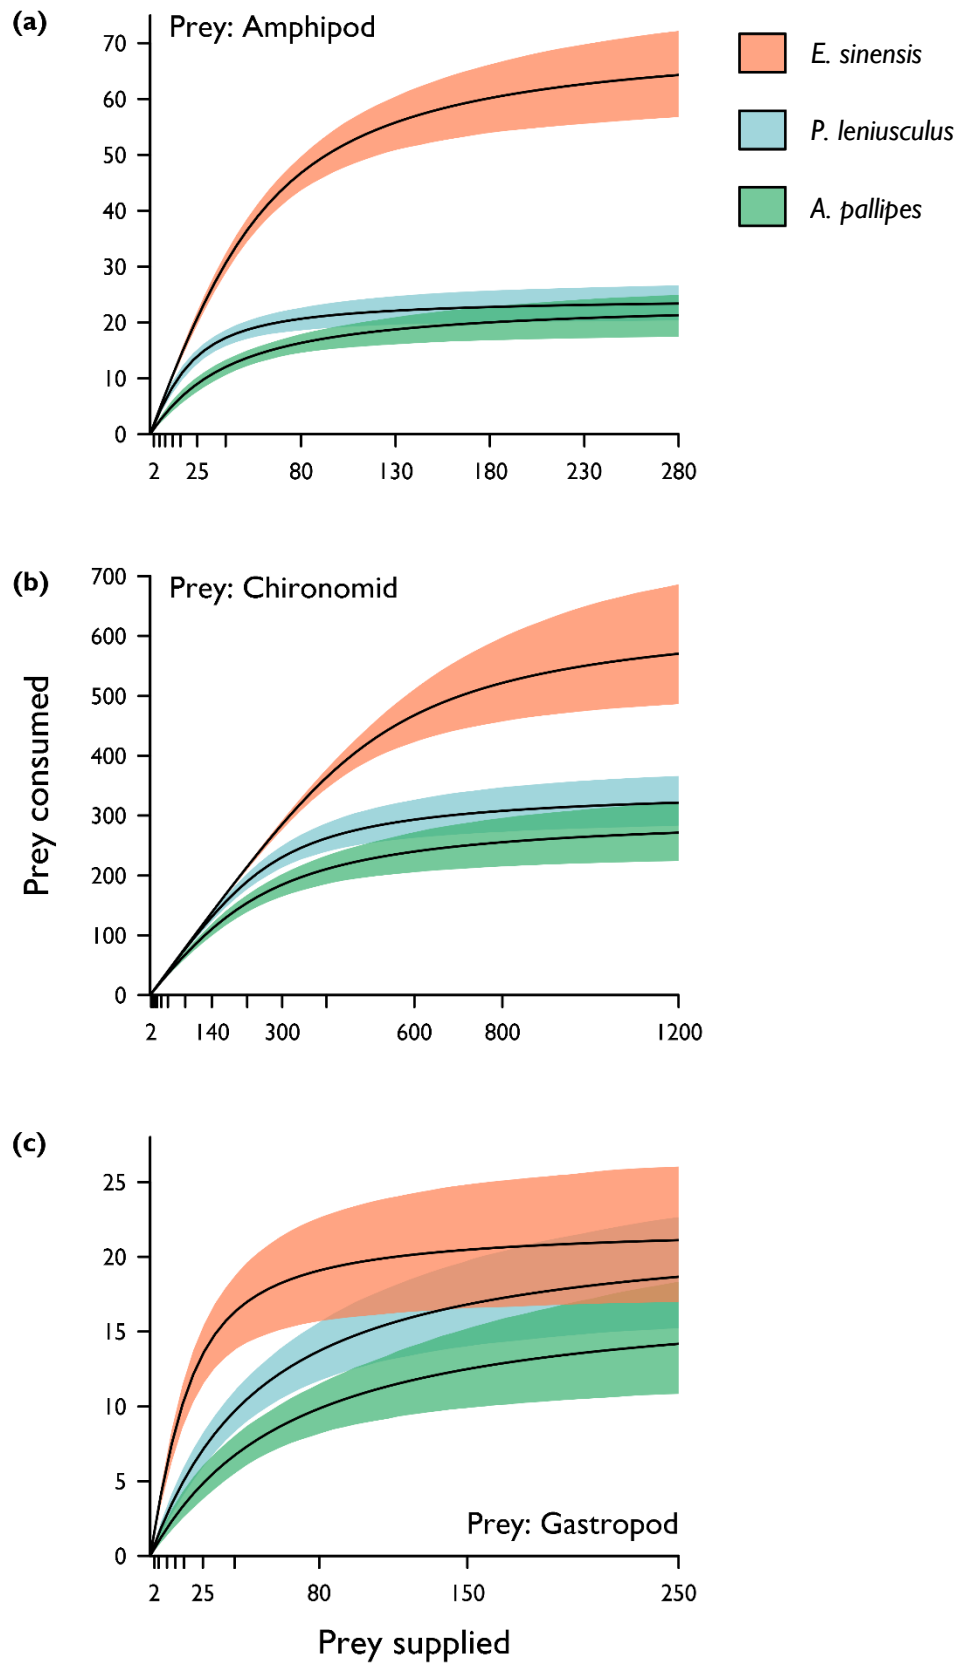 (a)
Prey: Amphipod
E. sinensis
P. leniusculus
A. pallipes
70
60
50
40
30
20
10
0
2 25 80 130 180 230 280
(b)
Prey: Chironomid
700
600
500
400
300
200
100
0
2 140 300 600 800 1200
Prey consumed
(c)
25
20
15
10
5
0
Prey: Gastropod
2 25 80 150 250
Prey supplied